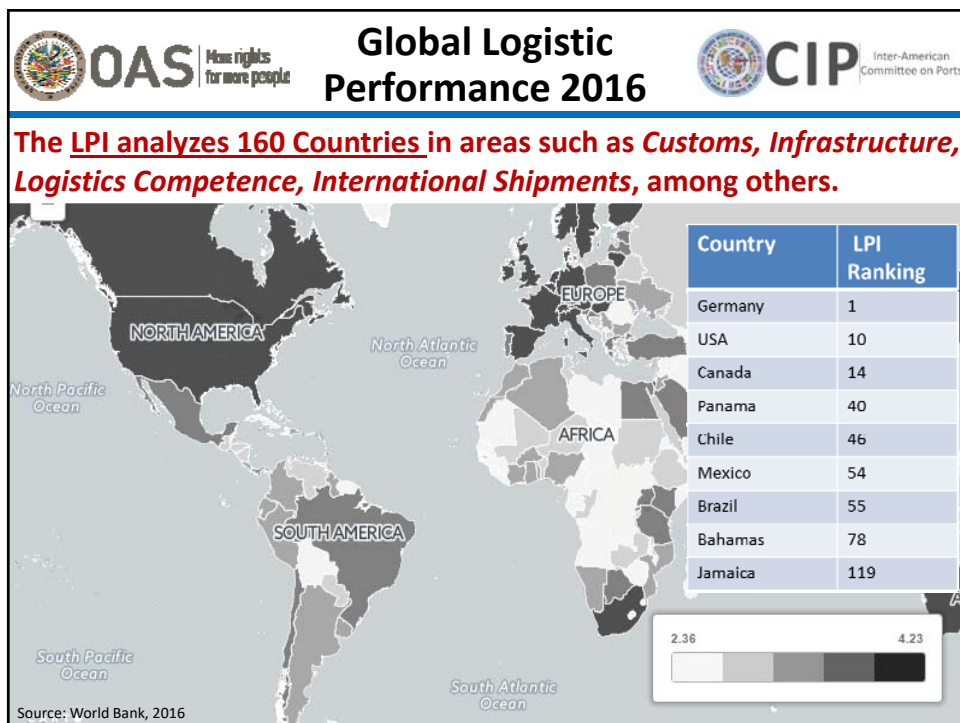 OAS
More rights
for more people
Global Logistic
Performance 2016
CIP
Inter-American
Committee on Ports
The LPI analyzes 160 Countries in areas such as Customs, Infrastructure,
Logistics Competence, International Shipments, among others.
NORTH AMERICA
EUROPE
North Atlantic
Ocean
North Pacific
Ocean
AFRICA
SOUTH AMERICA
South Pacific
Ocean
South Atlantic
Ocean
Country LPI
Ranking
Germany 1
USA 10
Canada 14
Panama 40
Chile 46
Mexico 54
Brazil 55
Bahamas 78
Jamaica 119
2.36 4.23
Source: World Bank, 2016